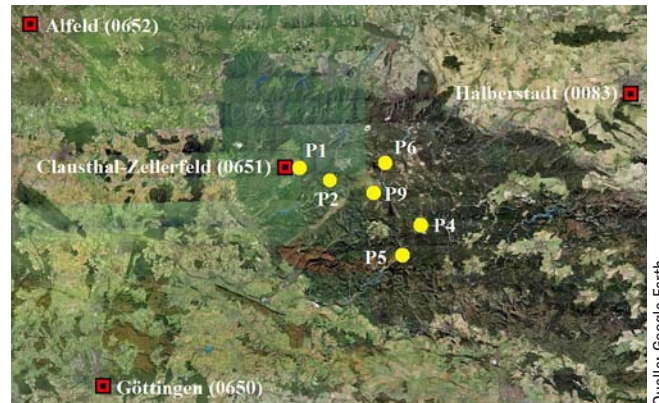 Alfeld (0652)
Halberstadt (0083)
Clausthal-Zellerfeld (0651)
P1
P6
P2
P9
P4
P5
Göttingen (0650)
Quelle: Google Earth